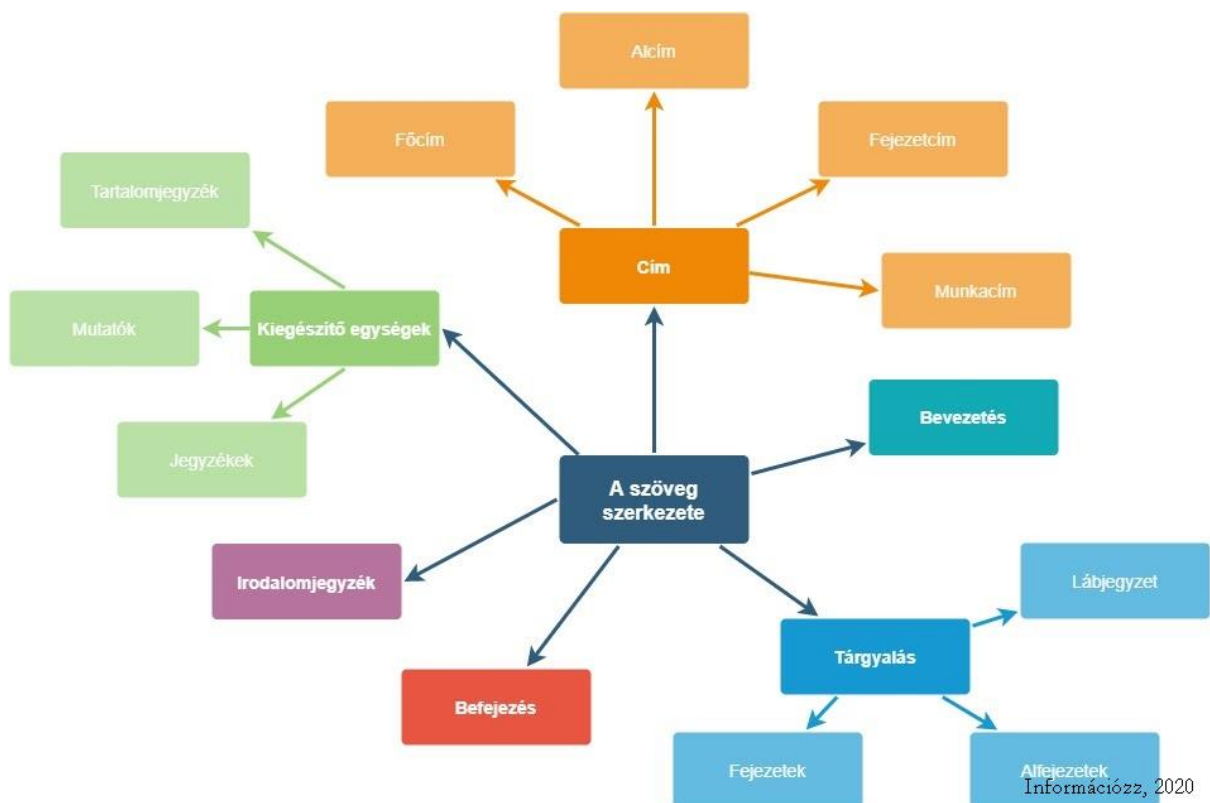 Alcím
Főcím
Fejezetcím
Tartalomjegyzék
Cím
Munkacím
Mutatók
Kiegészítő egységek
Bevezetés
Jegyzékek
A szöveg
szerkezete
Irodalomjegyzék
Lábjegyzet
Tárgyalás
Befejezés
Fejezetek
Alfejezetek
Információzz, 2020